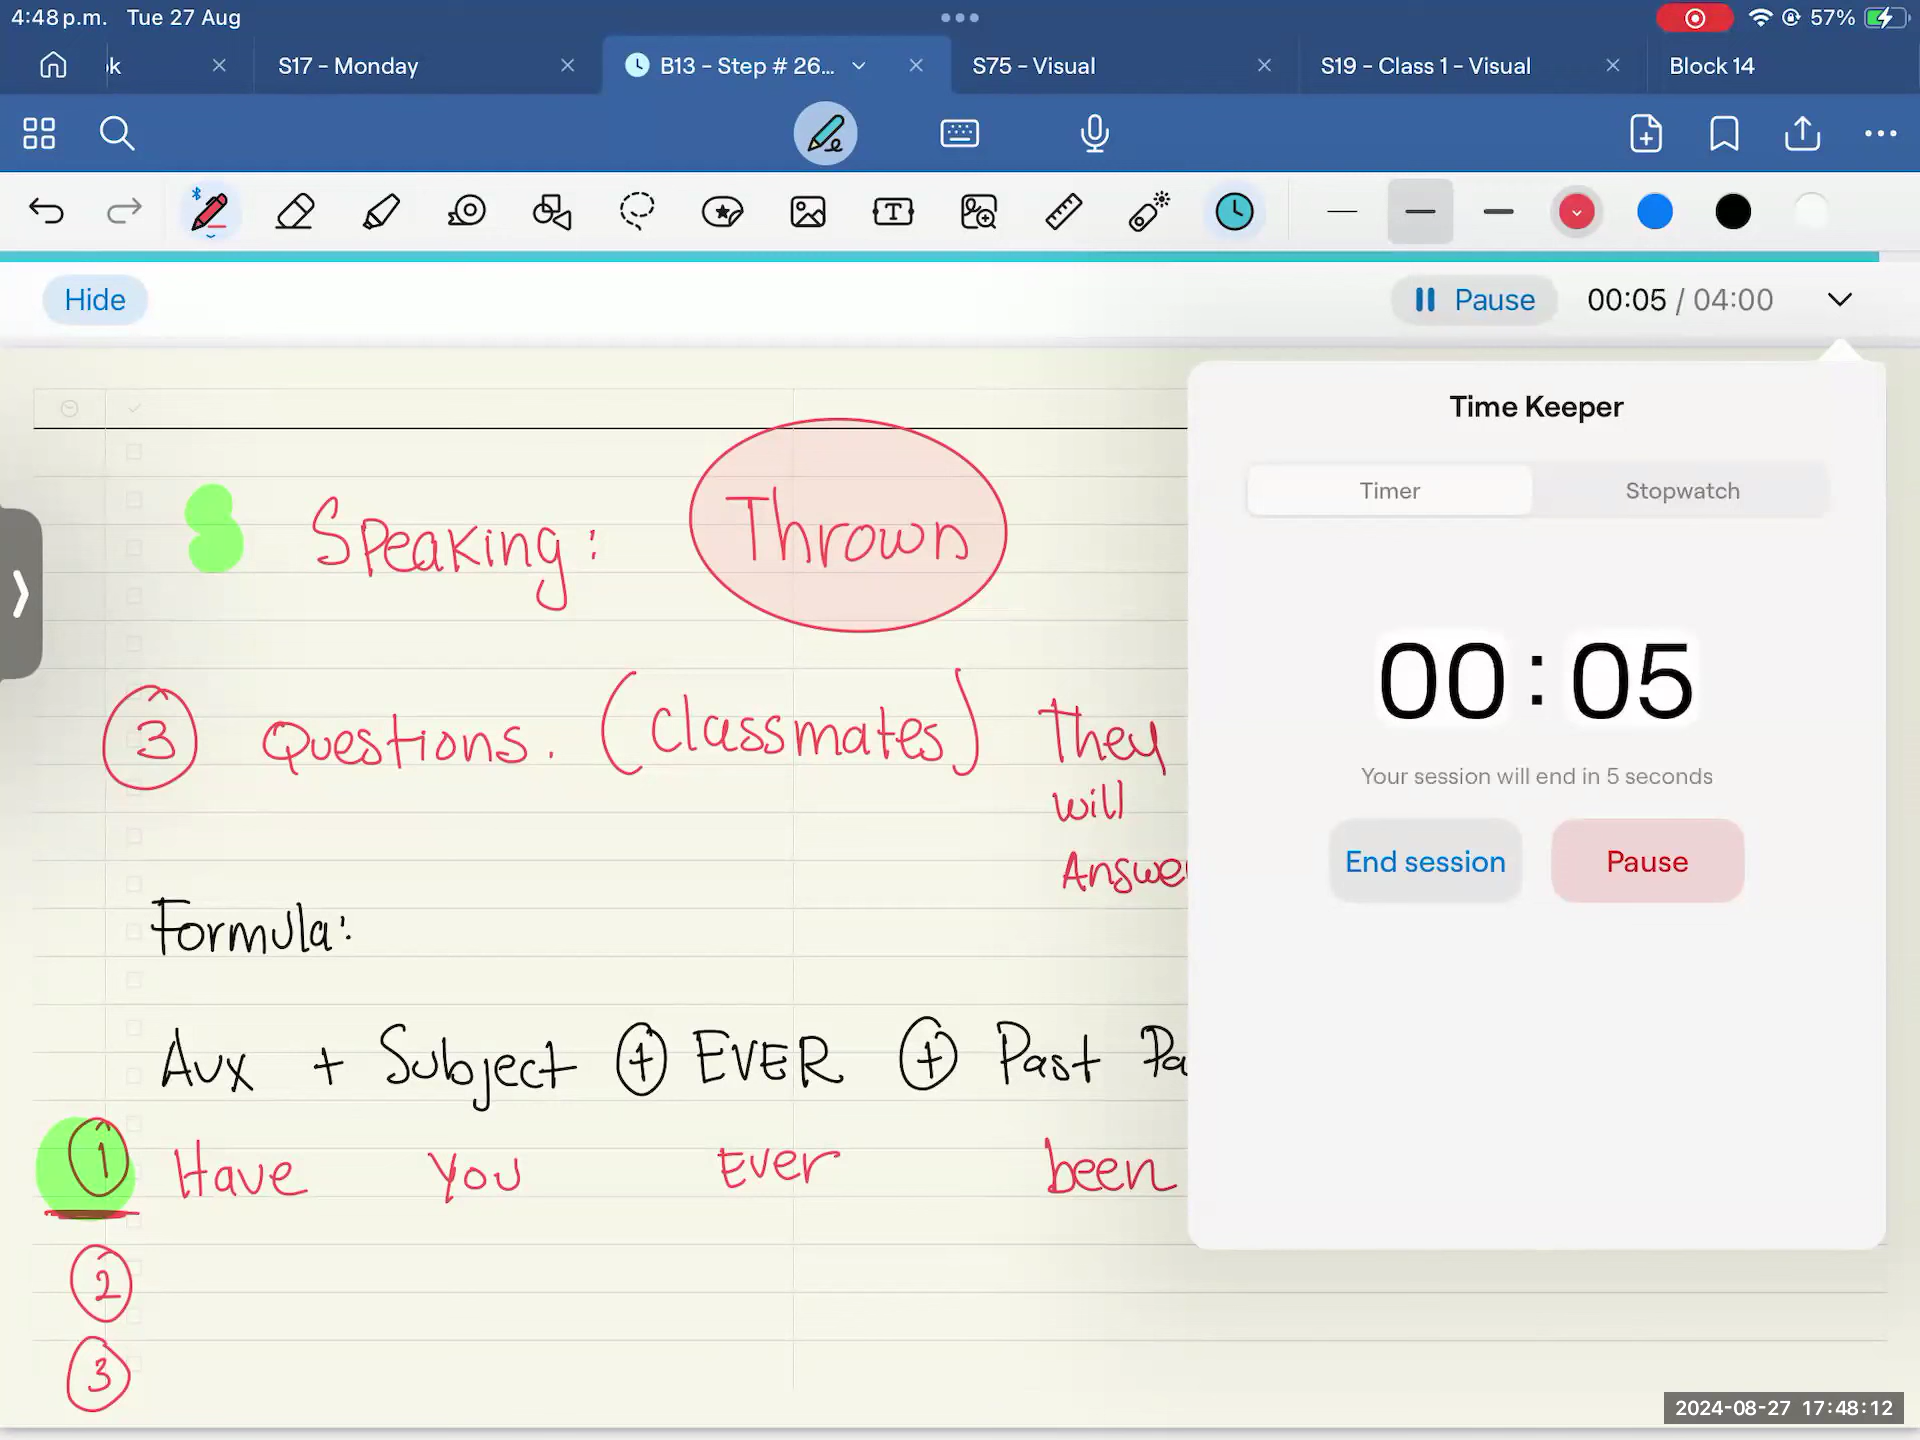 4:48 p.m. Tue 27 Aug
57%
k
S17 - Monday
B13 - Step # 26...
S75 - Visual
S19 - Class 1 - Visual
Block 14
Hide
Pause 00:05 / 04:00
Time Keeper
Timer Stopwatch
00:05
Your session will end in 5 seconds
End session Pause
Speaking: Thrown
3 Questions. (Classmates) They
will
Answe
Formula:
Aux + Subject + EVER + Past Pa
1 Have You Ever been
2
3
2024-08-27 17:48:12